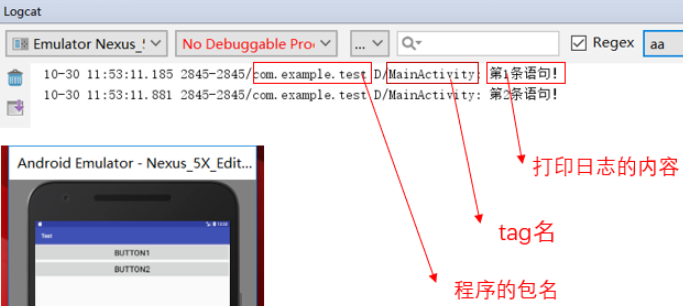 Logcat
Emulator Nexus_5
No Debuggable Pro
...
Regex
aa
10-30 11:53:11.185 2845-2845/com.example.test D/MainActivity: 第1条语句!
10-30 11:53:11.881 2845-2845/com.example.test D/MainActivity: 第2条语句!
打印日志的内容
tag名
程序的包名
Android Emulator - Nexus_5X_Edit...
Test
BUTTON1
BUTTON2